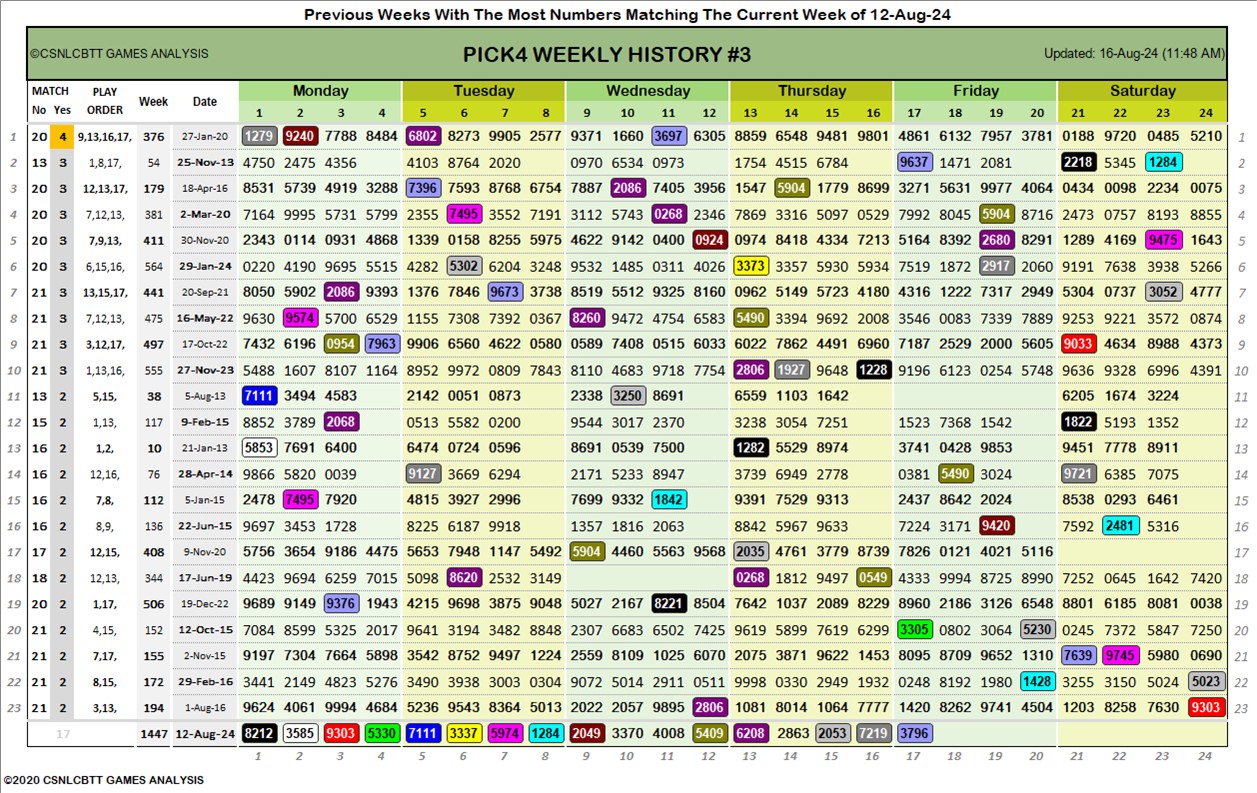 Previous Weeks With The Most Numbers Matching The Current Week of 12-Aug-24
©CSNLCBTT GAMES ANALYSIS PICK4 WEEKLY HISTORY #3 Updated: 16-Aug-24 (11:48 AM)
MATCH PLAY Week Date Monday Tuesday Wednesday Thursday Friday Saturday
No Yes ORDER 1 2 3 4 5 6 7 8 9 10 11 12 13 14 15 16 17 18 19 20 21 22 23 24
1 20 4 9,13,16,17, 376 27-Jan-20 1279 9240 7788 8484 6802 8273 9905 2577 9371 1660 3697 6305 8859 6548 9481 9801 4861 6132 7957 3781 0188 9720 0485 5210 1
2 13 3 1,8,17, 54 25-Nov-13 4750 2475 4356 4103 8764 2020 0970 6534 0973 1754 4515 6784 9637 1471 2081 2218 5345 1284 2
3 20 3 12,13,17, 179 18-Apr-16 8531 5739 4919 3288 7396 7593 8768 6754 7887 2086 7405 3956 1547 5904 1779 8699 3271 5631 9977 4064 0434 0098 2234 0075 3
4 20 3 7,12,13, 381 2-Mar-20 7164 9995 5731 5799 2355 7495 3552 7191 3112 5743 0268 2346 7869 3316 5097 0529 7992 8045 5904 8716 2473 0757 8193 8855 4
5 20 3 7,9,13, 411 30-Nov-20 2343 0114 0931 4868 1339 0118 8255 5975 4622 9142 0400 0924 0974 8418 4334 7213 5164 8392 2680 8291 1289 4169 9475 1643 5
6 20 3 6,15,16, 564 29-Jan-24 0220 4190 9695 5515 4282 5302 6204 3248 9532 1485 0311 4026 3373 3357 5930 5934 7519 1872 2917 2060 9191 7638 3938 5266 6
7 21 3 13,15,17, 441 20-Sep-21 8050 5902 2086 9393 1376 7846 9673 3738 8519 5512 9325 8160 0962 5149 5723 4180 4316 1222 7317 2949 5304 0737 3052 4777 7
8 21 3 7,12,13, 475 16-May-22 9630 9574 5700 6529 1155 7308 7392 0367 8260 9472 4754 6583 5490 3394 9692 2008 3546 0083 3735 7889 9253 9221 3572 0874 8
9 21 3 3,12,17, 497 17-Oct-22 7432 6196 0954 7963 9906 6560 4622 0580 0589 7408 0515 6033 6022 7862 4491 6960 7187 2529 2000 5605 9033 4634 8988 4373 9
10 21 3 1,13,16, 555 27-Nov-23 5488 1607 8107 1164 8952 9972 0809 7843 8110 4683 9718 7754 2806 1927 9648 1228 9196 6123 0254 5748 9636 9328 6996 4391 10
11 13 2 5,15, 38 5-Aug-13 7111 3494 4583 2142 0051 0873 2338 3250 8691 6559 1103 1642 6205 1674 3224 11
12 15 2 1,13, 117 9-Feb-15 8852 3789 2068 0513 5582 0200 9544 3017 2370 3238 3054 7251 1523 7368 1542 1822 5193 1352 12
13 16 2 1,2, 10 21-Jan-13 5853 7691 6400 6474 0724 0596 8691 0539 7500 1282 5529 8974 3741 0428 9853 9451 7778 8911 13
14 16 2 12,16, 76 28-Apr-14 9866 5820 0039 9127 3669 6294 2171 5233 8947 3739 6949 2778 0381 5490 3024 9721 6385 7075 14
15 16 2 7,8, 112 5-Jan-15 2478 7495 7920 4815 3927 2996 7699 9332 1842 9391 7529 9313 2437 8642 2024 8538 0293 6461 15
16 16 2 8,9, 136 22-Jun-15 9697 3453 1728 8225 6187 9918 1357 1816 2063 8842 5967 9633 7224 3171 9420 7592 2481 5316 16
17 17 2 12,15, 408 9-Nov-20 5756 3654 9186 4475 5653 7948 1147 5492 5904 4460 5563 9568 2035 4761 3779 8739 7826 0121 4021 5116 17
18 18 2 12,13, 344 17-Jun-19 4423 9694 6259 7015 5098 8620 2532 3149 0268 1812 9497 0549 4333 9994 8725 8990 7252 0645 1642 7420 18
19 20 2 1,17, 506 19-Dec-22 9689 9149 9376 1943 4215 9698 3875 9048 5027 2167 8221 8504 7642 1037 2089 8229 8960 2186 3126 6548 8801 6185 8081 0038 19
20 21 2 4,15, 152 12-Oct-15 7084 8599 5325 2017 9641 3194 3482 8848 2307 6683 5502 7425 9619 5899 7619 6299 3305 0802 3064 5230 0245 7372 5847 7250 20
21 21 2 7,17, 155 2-Nov-15 9197 7304 7664 5898 3542 8752 9497 1224 2559 8109 1025 6070 2075 3871 9622 1453 8095 8709 9652 1310 7639 9745 5980 0690 21
22 21 2 8,15, 172 29-Feb-16 3441 2149 4823 5276 3490 3938 3003 0304 9072 5014 2911 0511 9998 0330 2949 1932 0248 8192 1980 1428 3255 3150 5024 5023 22
23 21 2 3,13, 194 1-Aug-16 9624 4061 9994 4684 5236 9543 8364 5013 2022 2057 9895 2806 1081 8014 1064 7777 1420 8262 9741 4504 1203 8258 7630 9303 23
17 1447 12-Aug-24 8212 3585 9303 5330 7111 3337 5974 1284 2049 3370 4008 5409 6208 2863 2053 7219 3796
1 2 3 4 5 6 7 8 9 10 11 12 13 14 15 16 17 18 19 20 21 22 23 24
©2020 CSNLCBTT GAMES ANALYSIS